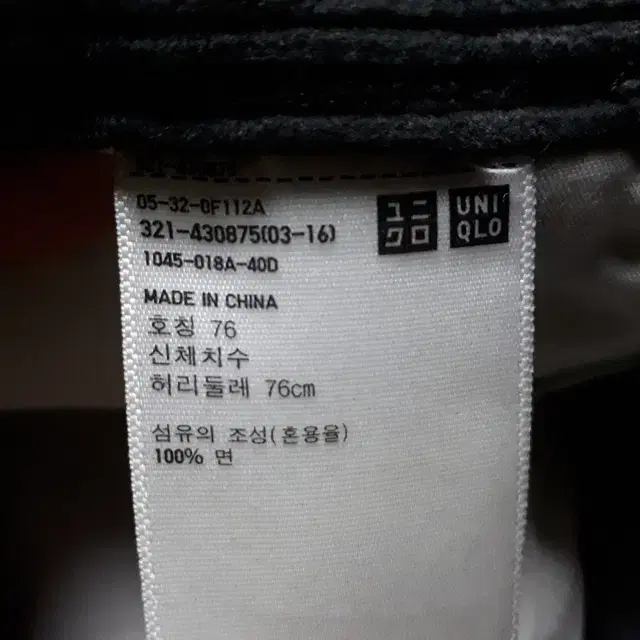 05-32-0F112A
321-430875(03-16)
1045-018A-40D
ユニ
クロ
UNI
QLO
MADE IN CHINA
호칭 76
신체치수
허리둘레 76cm
섬유의 조성(혼용율)
100% 면